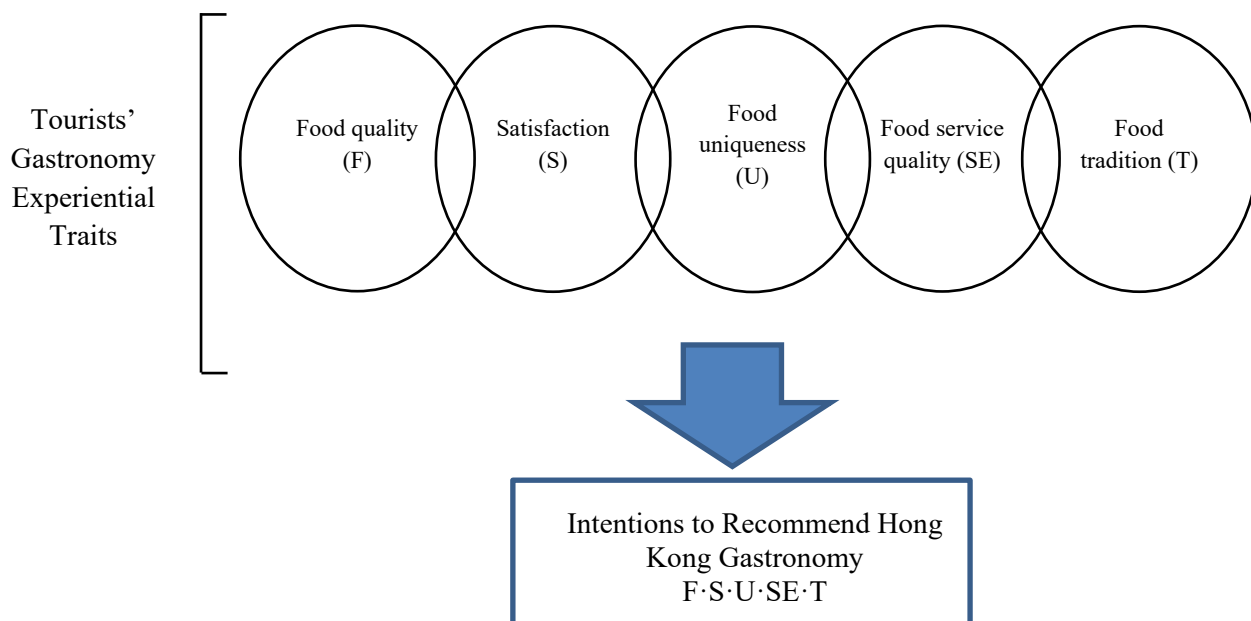 Tourists’
Gastronomy
Experiential
Traits
Food quality
(F)
Satisfaction
(S)
Food
uniqueness
(U)
Food service
quality (SE)
Food
tradition (T)
Intentions to Recommend Hong
Kong Gastronomy
F·S·U·SE·T